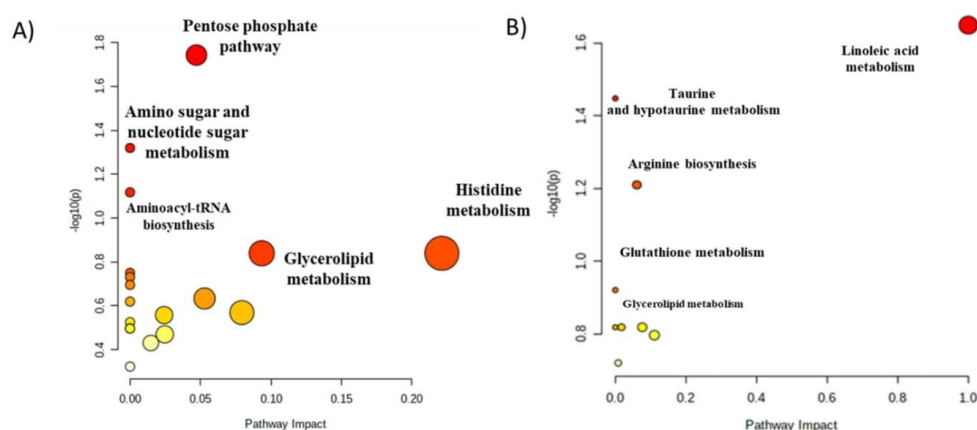 A)
Pentose phosphate
pathway
1.8
1.6
1.4
1.2
1.0
0.8
0.6
0.4
-log10(p)
Amino sugar and
nucleotide sugar
metabolism
Aminoacyl-tRNA
biosynthesis
Histidine
metabolism
Glycerolipid
metabolism
0.00 0.05 0.10 0.15 0.20
Pathway Impact
B)
1.6
1.4
1.2
1.0
0.8
-log10(p)
Linoleic acid
metabolism
Taurine
and hypotaurine metabolism
Arginine biosynthesis
Glutathione metabolism
Glycerolipid metabolism
0.0 0.2 0.4 0.6 0.8 1.0
Pathway Impact